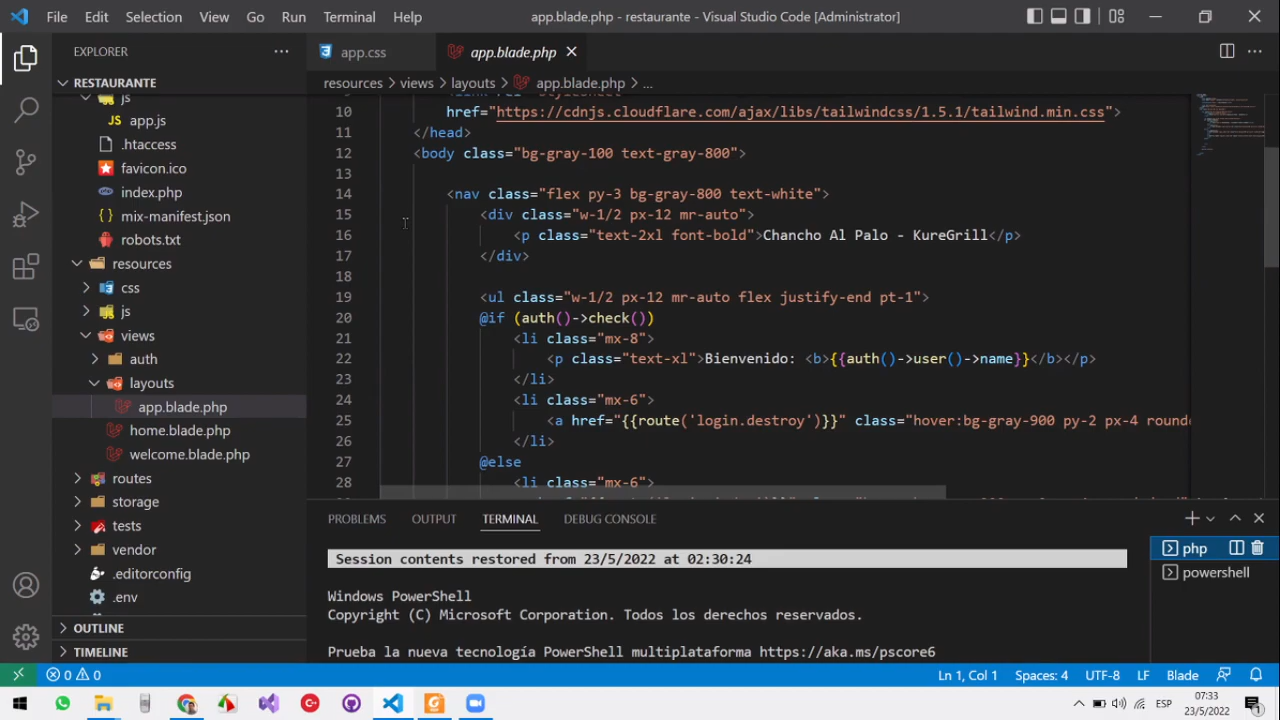 File Edit Selection View Go Run Terminal Help app.blade.php - restaurante - Visual Studio Code [Administrator]
EXPLORER
RESTAURANTE
js
app.js
.htaccess
favicon.ico
index.php
mix-manifest.json
robots.txt
resources
css
js
views
auth
layouts
app.blade.php
home.blade.php
welcome.blade.php
routes
storage
tests
vendor
.editorconfig
.env
OUTLINE
TIMELINE
app.css app.blade.php
resources > views > layouts > app.blade.php > ...
10 href="https://cdnjs.cloudflare.com/ajax/libs/tailwindcss/1.5.1/tailwind.min.css">
11 </head>
12 <body class="bg-gray-100 text-gray-800">
13
14 <nav class="flex py-3 bg-gray-800 text-white">
15 <div class="w-1/2 px-12 mr-auto">
16 <p class="text-2xl font-bold">Chancho Al Palo - KureGrill</p>
17 </div>
18
19 <ul class="w-1/2 px-12 mr-auto flex justify-end pt-1">
20 @if (auth()->check())
21 <li class="mx-8">
22 <p class="text-xl">Bienvenido: <b>{{auth()->user()->name}}</b></p>
23 </li>
24 <li class="mx-6">
25 <a href="{{route('login.destroy')}}" class="hover:bg-gray-900 py-2 px-4 rounde
26 </li>
27 @else
28 <li class="mx-6">
PROBLEMS OUTPUT TERMINAL DEBUG CONSOLE
Session contents restored from 23/5/2022 at 02:30:24
Windows PowerShell
Copyright (C) Microsoft Corporation. Todos los derechos reservados.
Prueba la nueva tecnología PowerShell multiplataforma https://aka.ms/pscore6
php
powershell
0 0 Ln 1, Col 1 Spaces: 4 UTF-8 LF Blade
ESP 07:33
23/5/2022 1